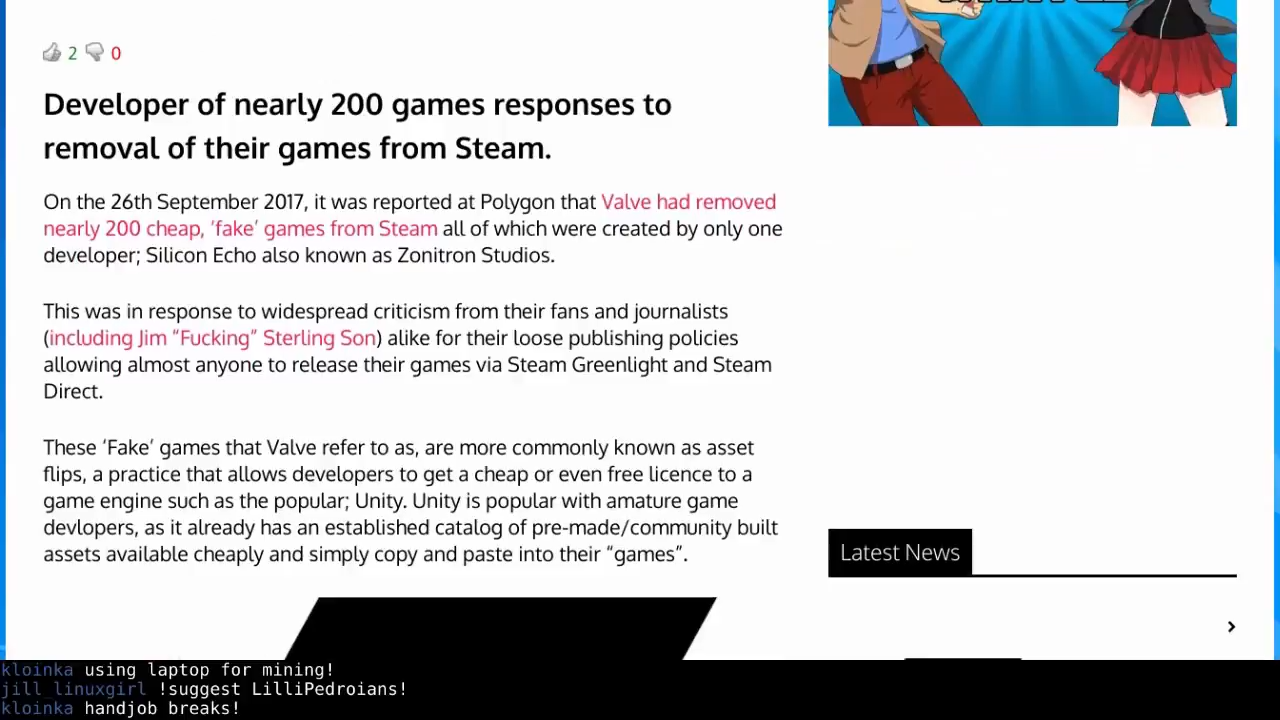 2 0
Developer of nearly 200 games responses to
removal of their games from Steam.
On the 26th September 2017, it was reported at Polygon that Valve had removed
nearly 200 cheap, ‘fake’ games from Steam all of which were created by only one
developer; Silicon Echo also known as Zonitron Studios.
This was in response to widespread criticism from their fans and journalists
(including Jim “Fucking” Sterling Son) alike for their loose publishing policies
allowing almost anyone to release their games via Steam Greenlight and Steam
Direct.
These ‘Fake’ games that Valve refer to as, are more commonly known as asset
flips, a practice that allows developers to get a cheap or even free licence to a
game engine such as the popular; Unity. Unity is popular with amature game
devlopers, as it already has an established catalog of pre-made/community built
assets available cheaply and simply copy and paste into their “games”.
Latest News
kloinka using laptop for mining!
jill_linuxgirl !suggest LilliPedroians!
kloinka handjob breaks!